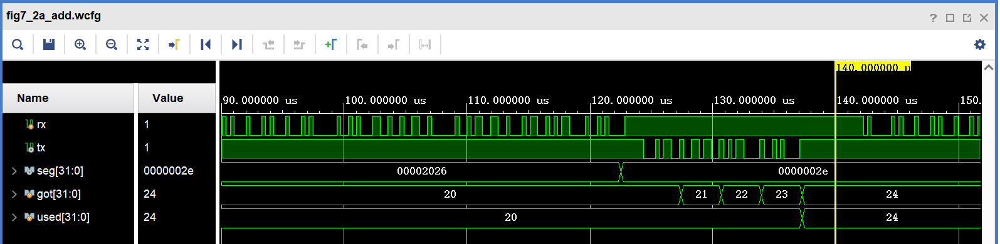 fig7_2a_add.wcfg
?
140.000000 u
Name Value
90.000000 us 100.000000 us 110.000000 us 120.000000 us 130.000000 us 140.000000 us 150.
rx 1
tx 1
seg[31:0] 0000002e 00002026 0000002e
got[31:0] 24 20 21 22 23 24
used[31:0] 24 20 24